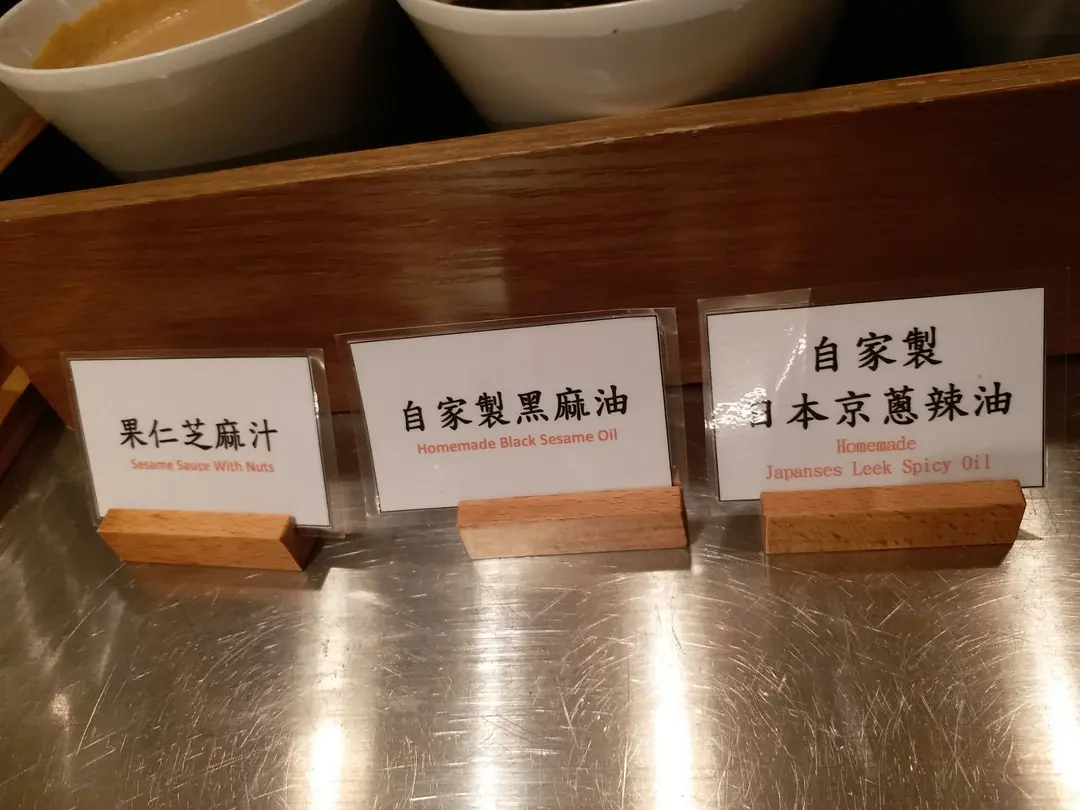 果仁芝麻汁
Sesame Sauce With Nuts
自家製黑麻油
Homemade Black Sesame Oil
自家製
日本京蔥辣油
Homemade
Japanses Leek Spicy Oil